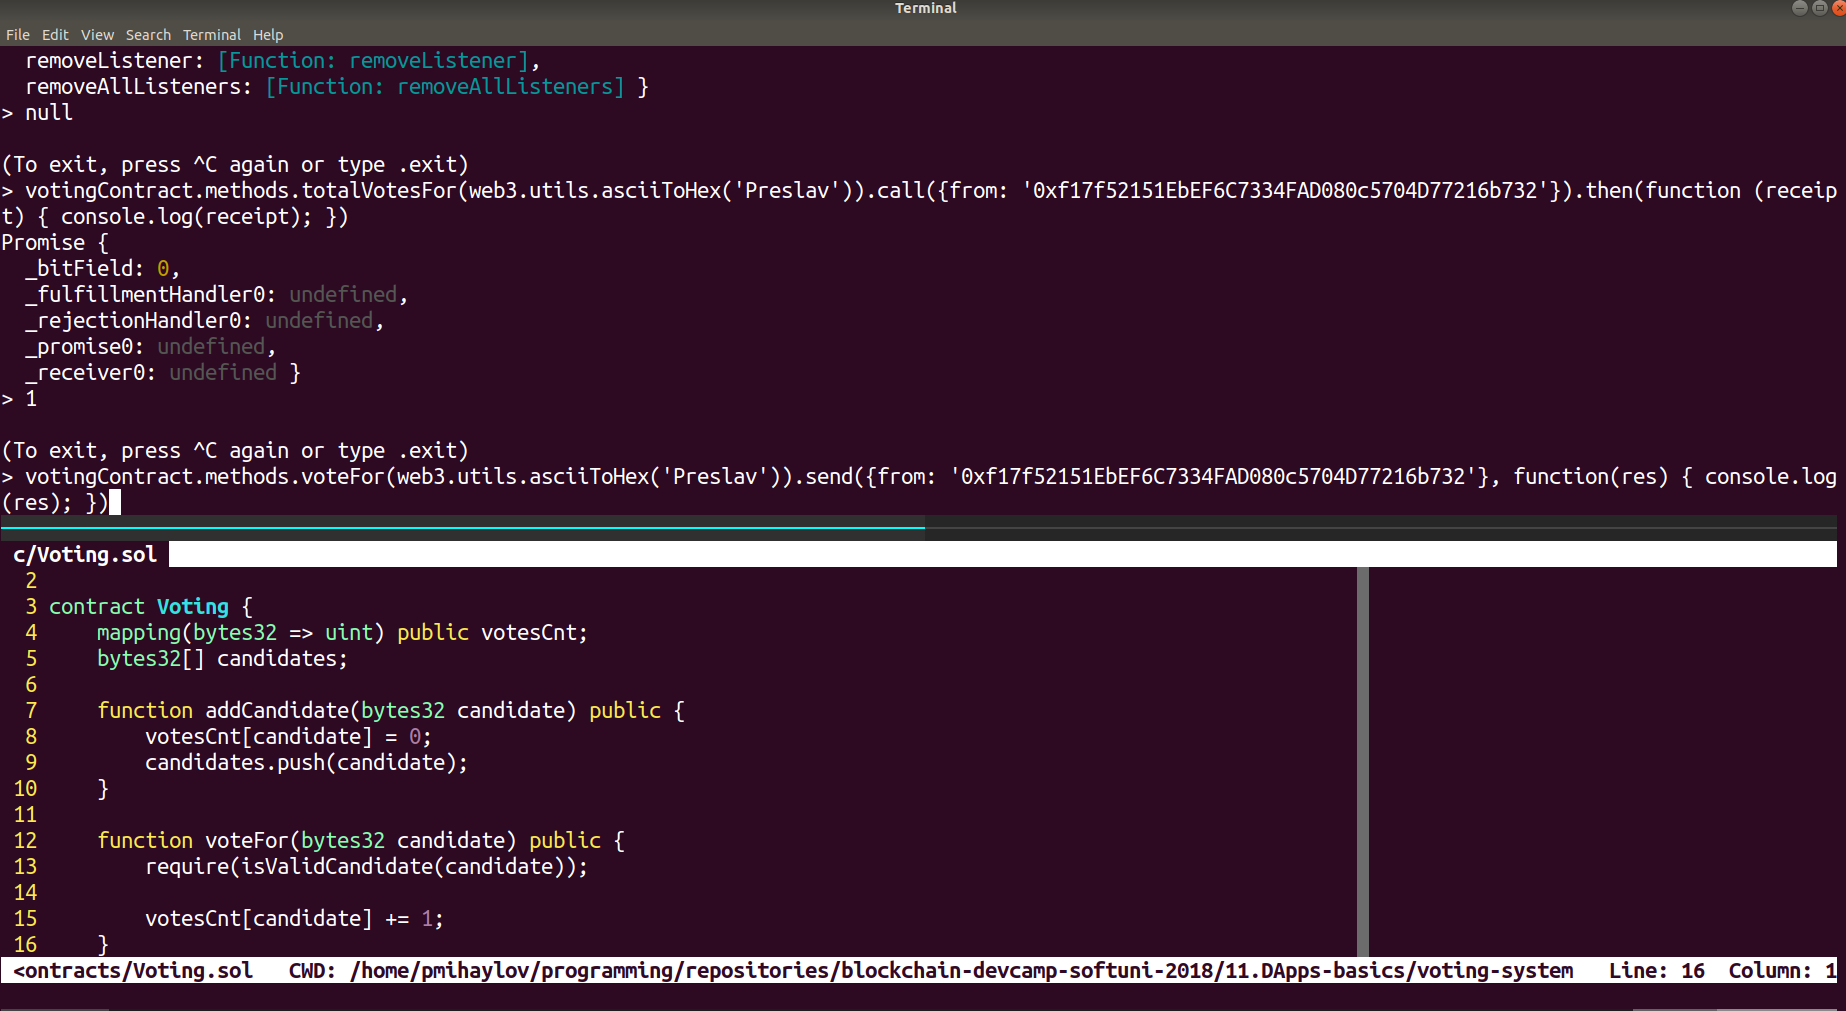 Terminal
File Edit View Search Terminal Help
  removeListener: [Function: removeListener],
  removeAllListeners: [Function: removeAllListeners] }
> null
(To exit, press ^C again or type .exit)
> votingContract.methods.totalVotesFor(web3.utils.asciiToHex('Preslav')).call({from: '0xf17f52151EbEF6C7334FAD080c5704D77216b732'}).then(function (receip
t) { console.log(receipt); })
Promise {
  _bitField: 0,
  _fulfillmentHandler0: undefined,
  _rejectionHandler0: undefined,
  _promise0: undefined,
  _receiver0: undefined }
> 1
(To exit, press ^C again or type .exit)
> votingContract.methods.voteFor(web3.utils.asciiToHex('Preslav')).send({from: '0xf17f52151EbEF6C7334FAD080c5704D77216b732'}, function(res) { console.log
(res); })
c/Voting.sol
2
3 contract Voting {
4     mapping(bytes32 => uint) public votesCnt;
5     bytes32[] candidates;
6
7     function addCandidate(bytes32 candidate) public {
8         votesCnt[candidate] = 0;
9         candidates.push(candidate);
10     }
11
12     function voteFor(bytes32 candidate) public {
13         require(isValidCandidate(candidate));
14
15         votesCnt[candidate] += 1;
16     }
<ontracts/Voting.sol   CWD: /home/pmihaylov/programming/repositories/blockchain-devcamp-softuni-2018/11.DApps-basics/voting-system   Line: 16  Column: 1